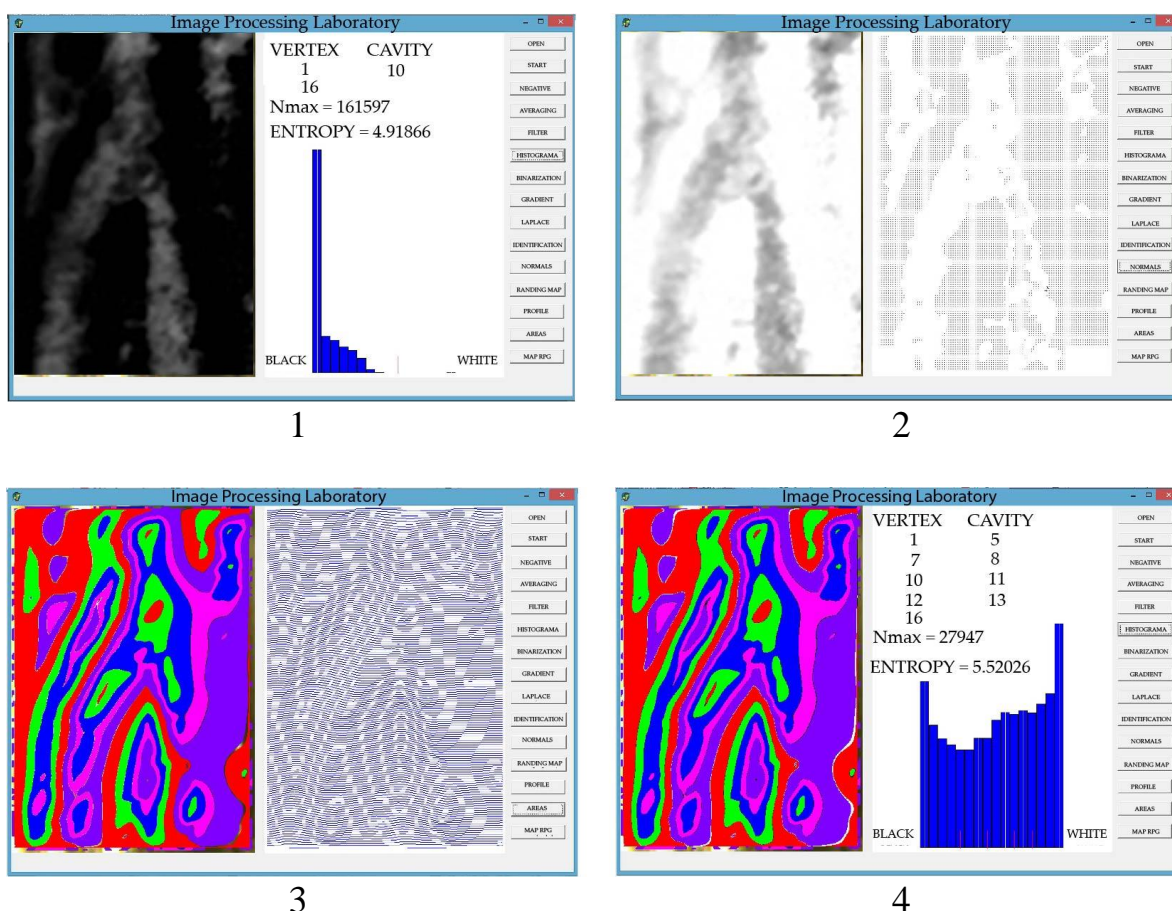 Image Processing Laboratory
VERTEX CAVITY
1 10
16
Nmax = 161597
ENTROPY = 4.91866
BLACK WHITE
OPEN
START
NEGATIVE
AVERAGING
FILTER
HISTOGRAMA
BINARIZATION
GRADIENT
LAPLACE
IDENTIFICATION
NORMALS
RANDING MAP
PROFILE
AREAS
MAP RPG
1
Image Processing Laboratory
OPEN
START
NEGATIVE
AVERAGING
FILTER
HISTOGRAMA
BINARIZATION
GRADIENT
LAPLACE
IDENTIFICATION
NORMALS
RANDING MAP
PROFILE
AREAS
MAP RPG
2
Image Processing Laboratory
OPEN
START
NEGATIVE
AVERAGING
FILTER
HISTOGRAMA
BINARIZATION
GRADIENT
LAPLACE
IDENTIFICATION
NORMALS
RANDING MAP
PROFILE
AREAS
MAP RPG
3
Image Processing Laboratory
VERTEX CAVITY
1 5
7 8
10 11
12 13
16
Nmax = 27947
ENTROPY = 5.52026
BLACK WHITE
OPEN
START
NEGATIVE
AVERAGING
FILTER
HISTOGRAMA
BINARIZATION
GRADIENT
LAPLACE
IDENTIFICATION
NORMALS
RANDING MAP
PROFILE
AREAS
MAP RPG
4